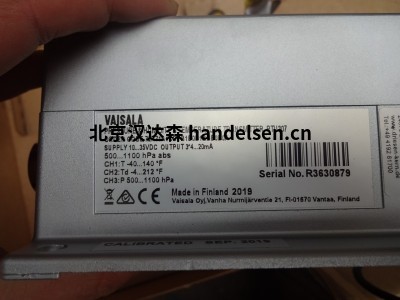 VAISALA
北京汉达森 handelsen.cn
SUPPLY 10...35VDC OUTPUT 3*4...20mA
500...1100 hPa abs
CH1:T -40...140 °F
CH2:Td -4...212 °F
CH3:P 500...1100 hPa
Serial No.:R3630879
Made in Finland 2019
Vaisala Oyj,Vanha Nurmijärventie 21, FI-01670 Vantaa, Finland
CALIBRATED SEP. 2019